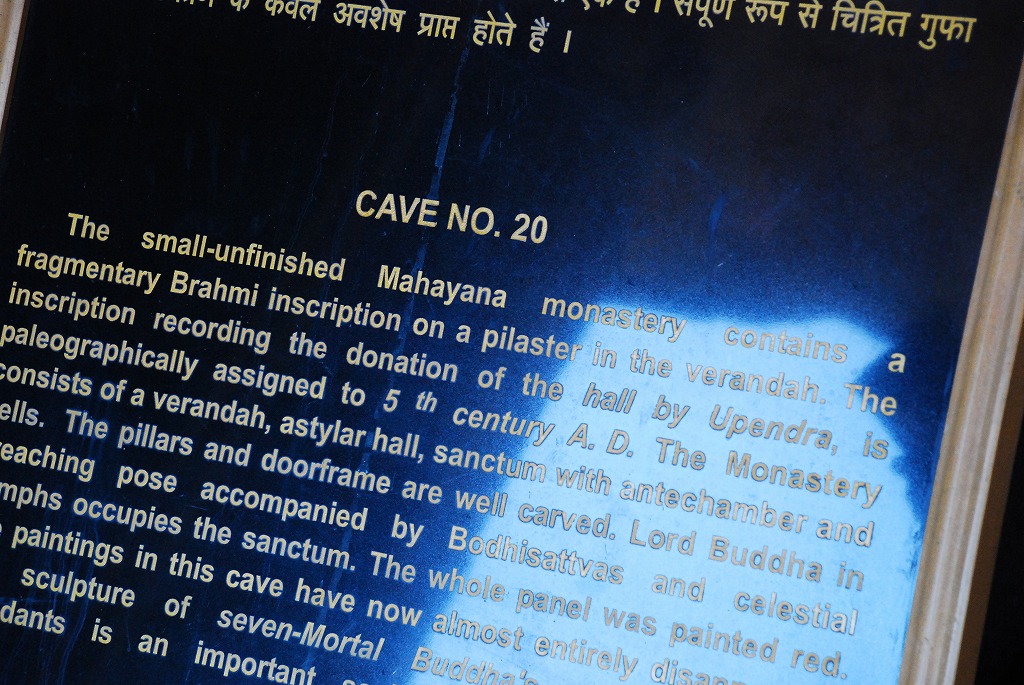 के केवल अवशेष प्राप्त होते हैं । संपूर्ण रूप से चित्रित गुफा
CAVE NO. 20
The small-unfinished Mahayana monastery contains a
fragmentary Brahmi inscription on a pilaster in the verandah. The
inscription recording the donation of the hall by Upendra, is
paleographically assigned to 5 th century A. D. The Monastery
consists of a verandah, astylar hall, sanctum with antechamber and
ells. The pillars and doorframe are well carved. Lord Buddha in
reaching pose accompanied by Bodhisattvas and celestial
mphs occupies the sanctum. The whole panel was painted red.
paintings in this cave have now almost entirely
sculpture of seven-Mortal Buddha's
dants is an important